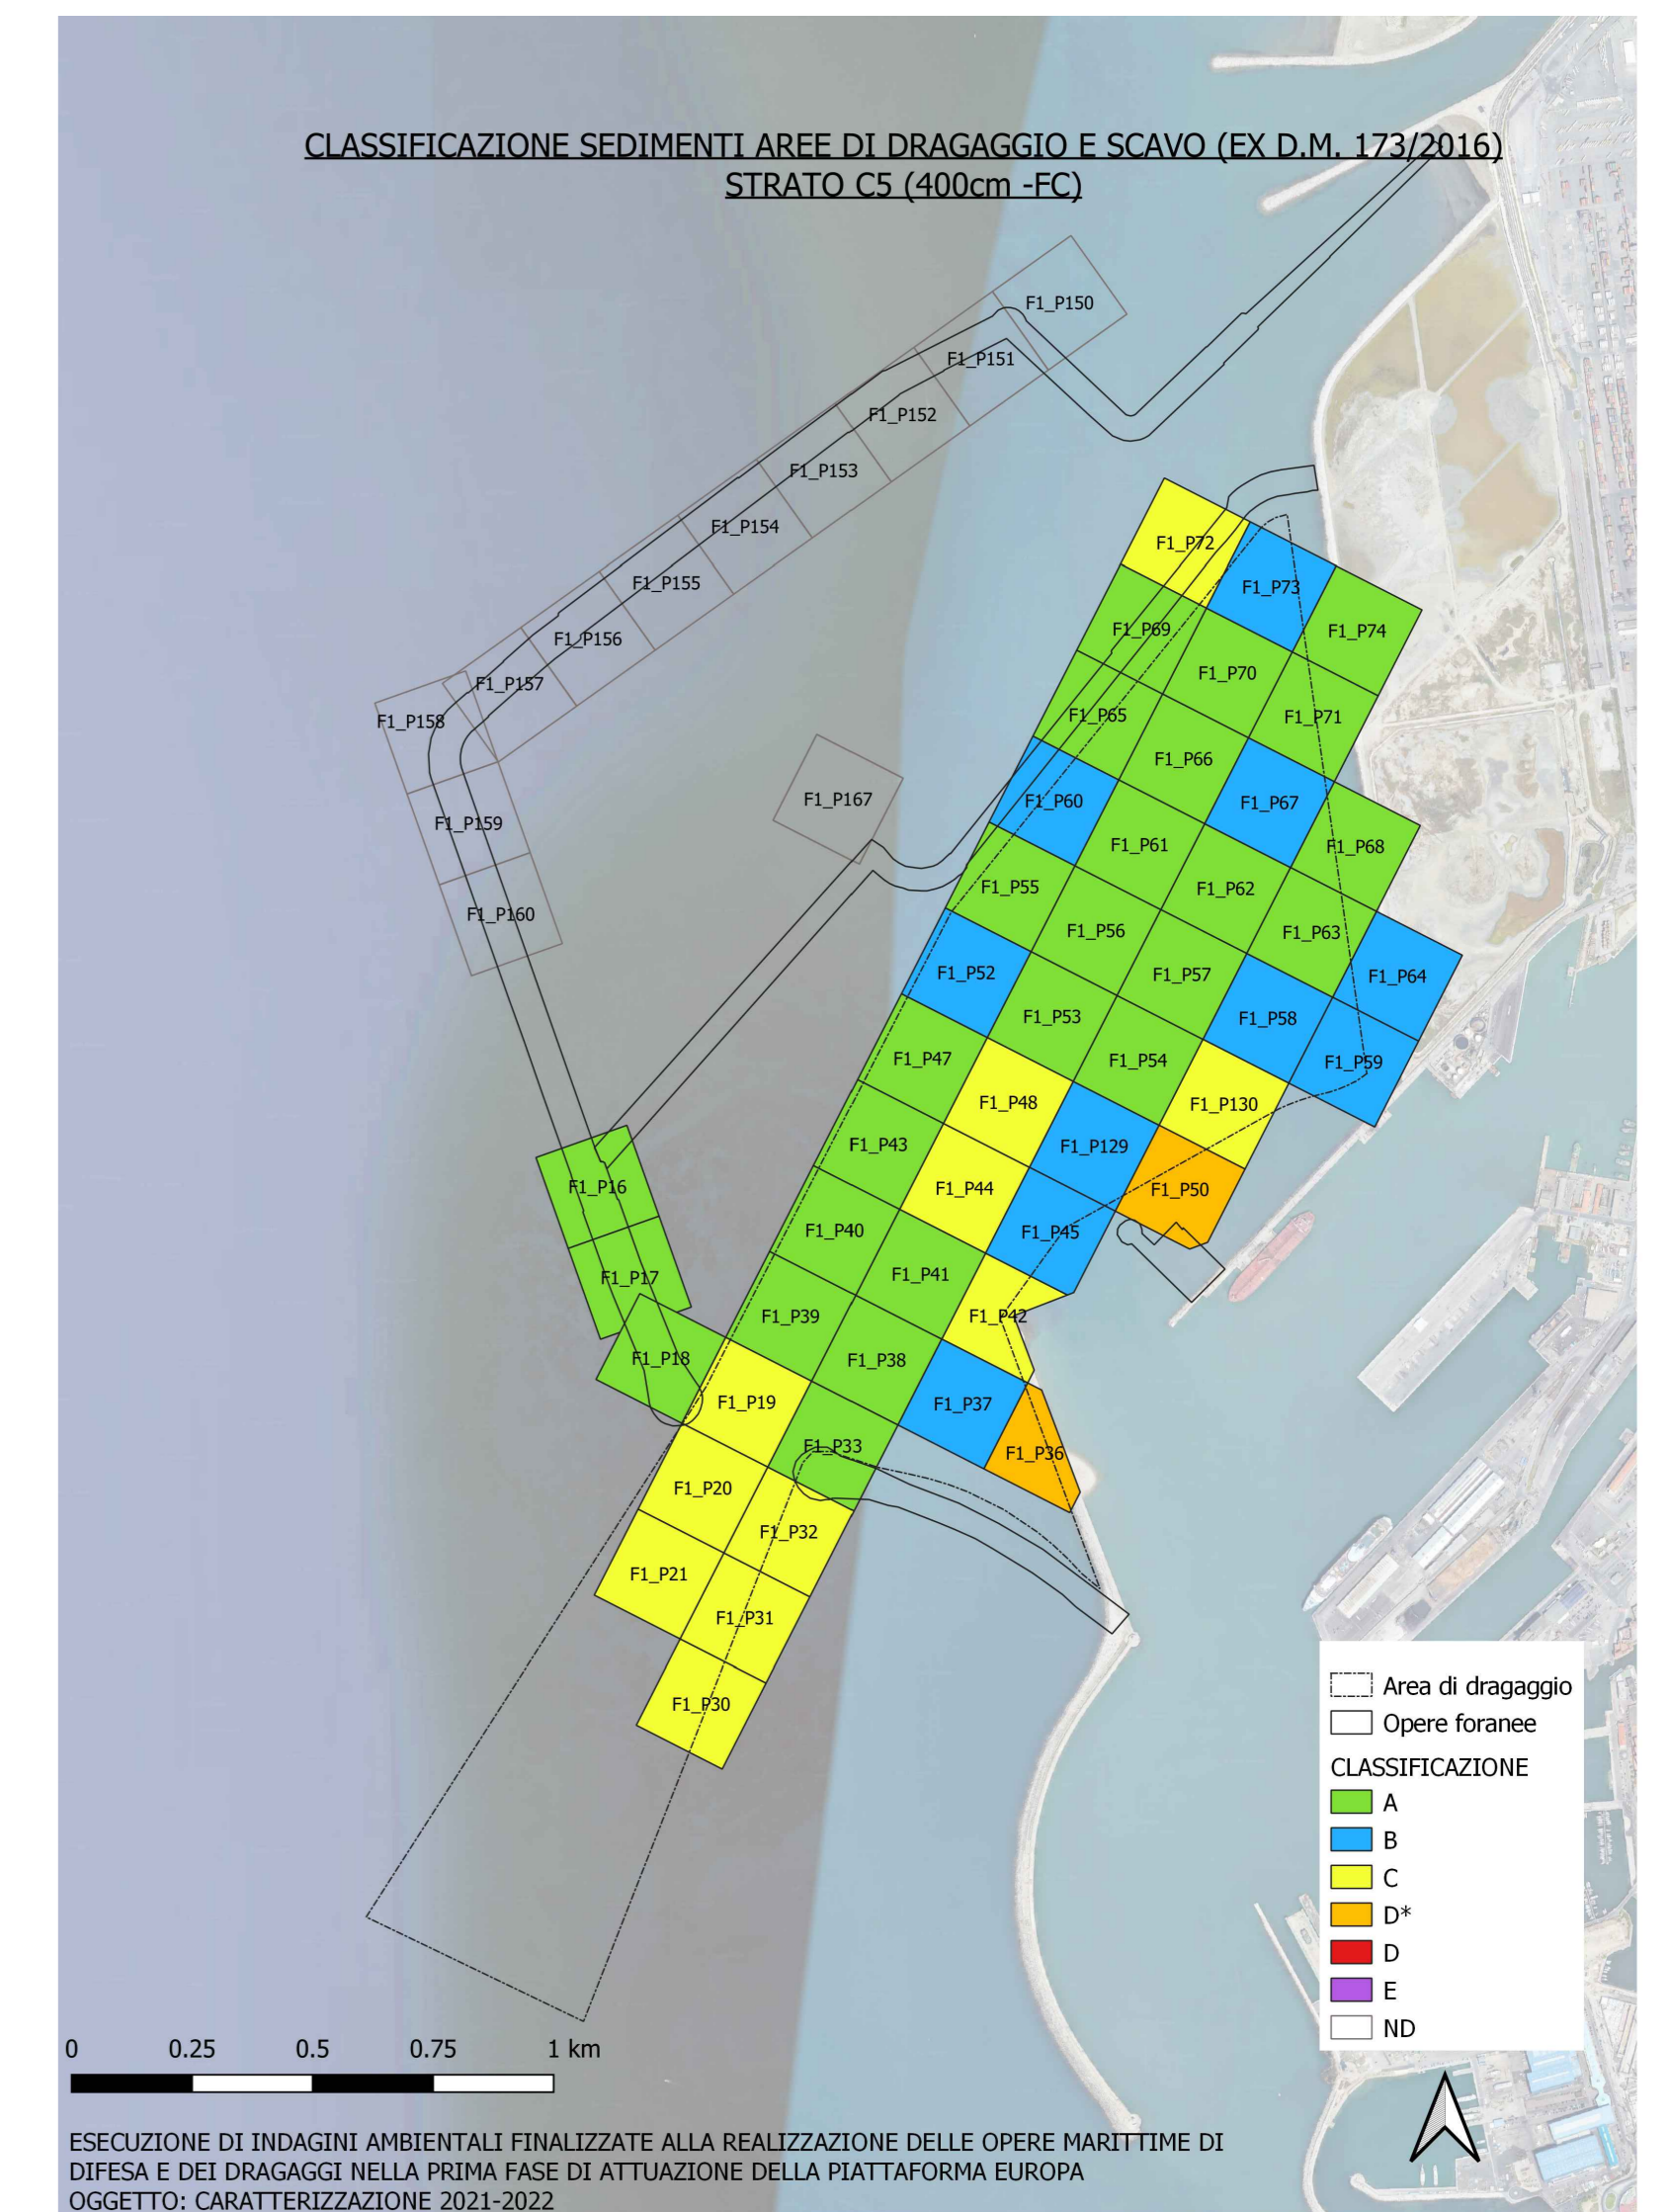 CLASSIFICAZIONE SEDIMENTI AREE DI DRAGAGGIO E SCAVO (EX D.M. 173/2016)
STRATO C5 (400cm -FC)
F1_P150
F1_P151
F1_P152
F1_P153
F1_P154
F1_P155
F1_P156
F1_P157
F1_P158
F1_P159
F1_P160
F1_P167
F1_P72
F1_P73
F1_P74
F1_P69
F1_P70
F1_P71
F1_P65
F1_P66
F1_P67
F1_P68
F1_P60
F1_P61
F1_P62
F1_P63
F1_P64
F1_P55
F1_P56
F1_P57
F1_P58
F1_P59
F1_P52
F1_P53
F1_P54
F1_P130
F1_P47
F1_P48
F1_P129
F1_P50
F1_P43
F1_P44
F1_P45
F1_P40
F1_P41
F1_P42
F1_P16
F1_P17
F1_P18
F1_P39
F1_P38
F1_P37
F1_P36
F1_P19
F1_P33
F1_P20
F1_P32
F1_P21
F1_P31
F1_P30
Area di dragaggio
Opere foranee
CLASSIFICAZIONE
A
B
C
D*
D
E
ND
0 0.25 0.5 0.75 1 km
ESECUZIONE DI INDAGINI AMBIENTALI FINALIZZATE ALLA REALIZZAZIONE DELLE OPERE MARITTIME DI
DIFESA E DEI DRAGAGGI NELLA PRIMA FASE DI ATTUAZIONE DELLA PIATTAFORMA EUROPA
OGGETTO: CARATTERIZZAZIONE 2021-2022